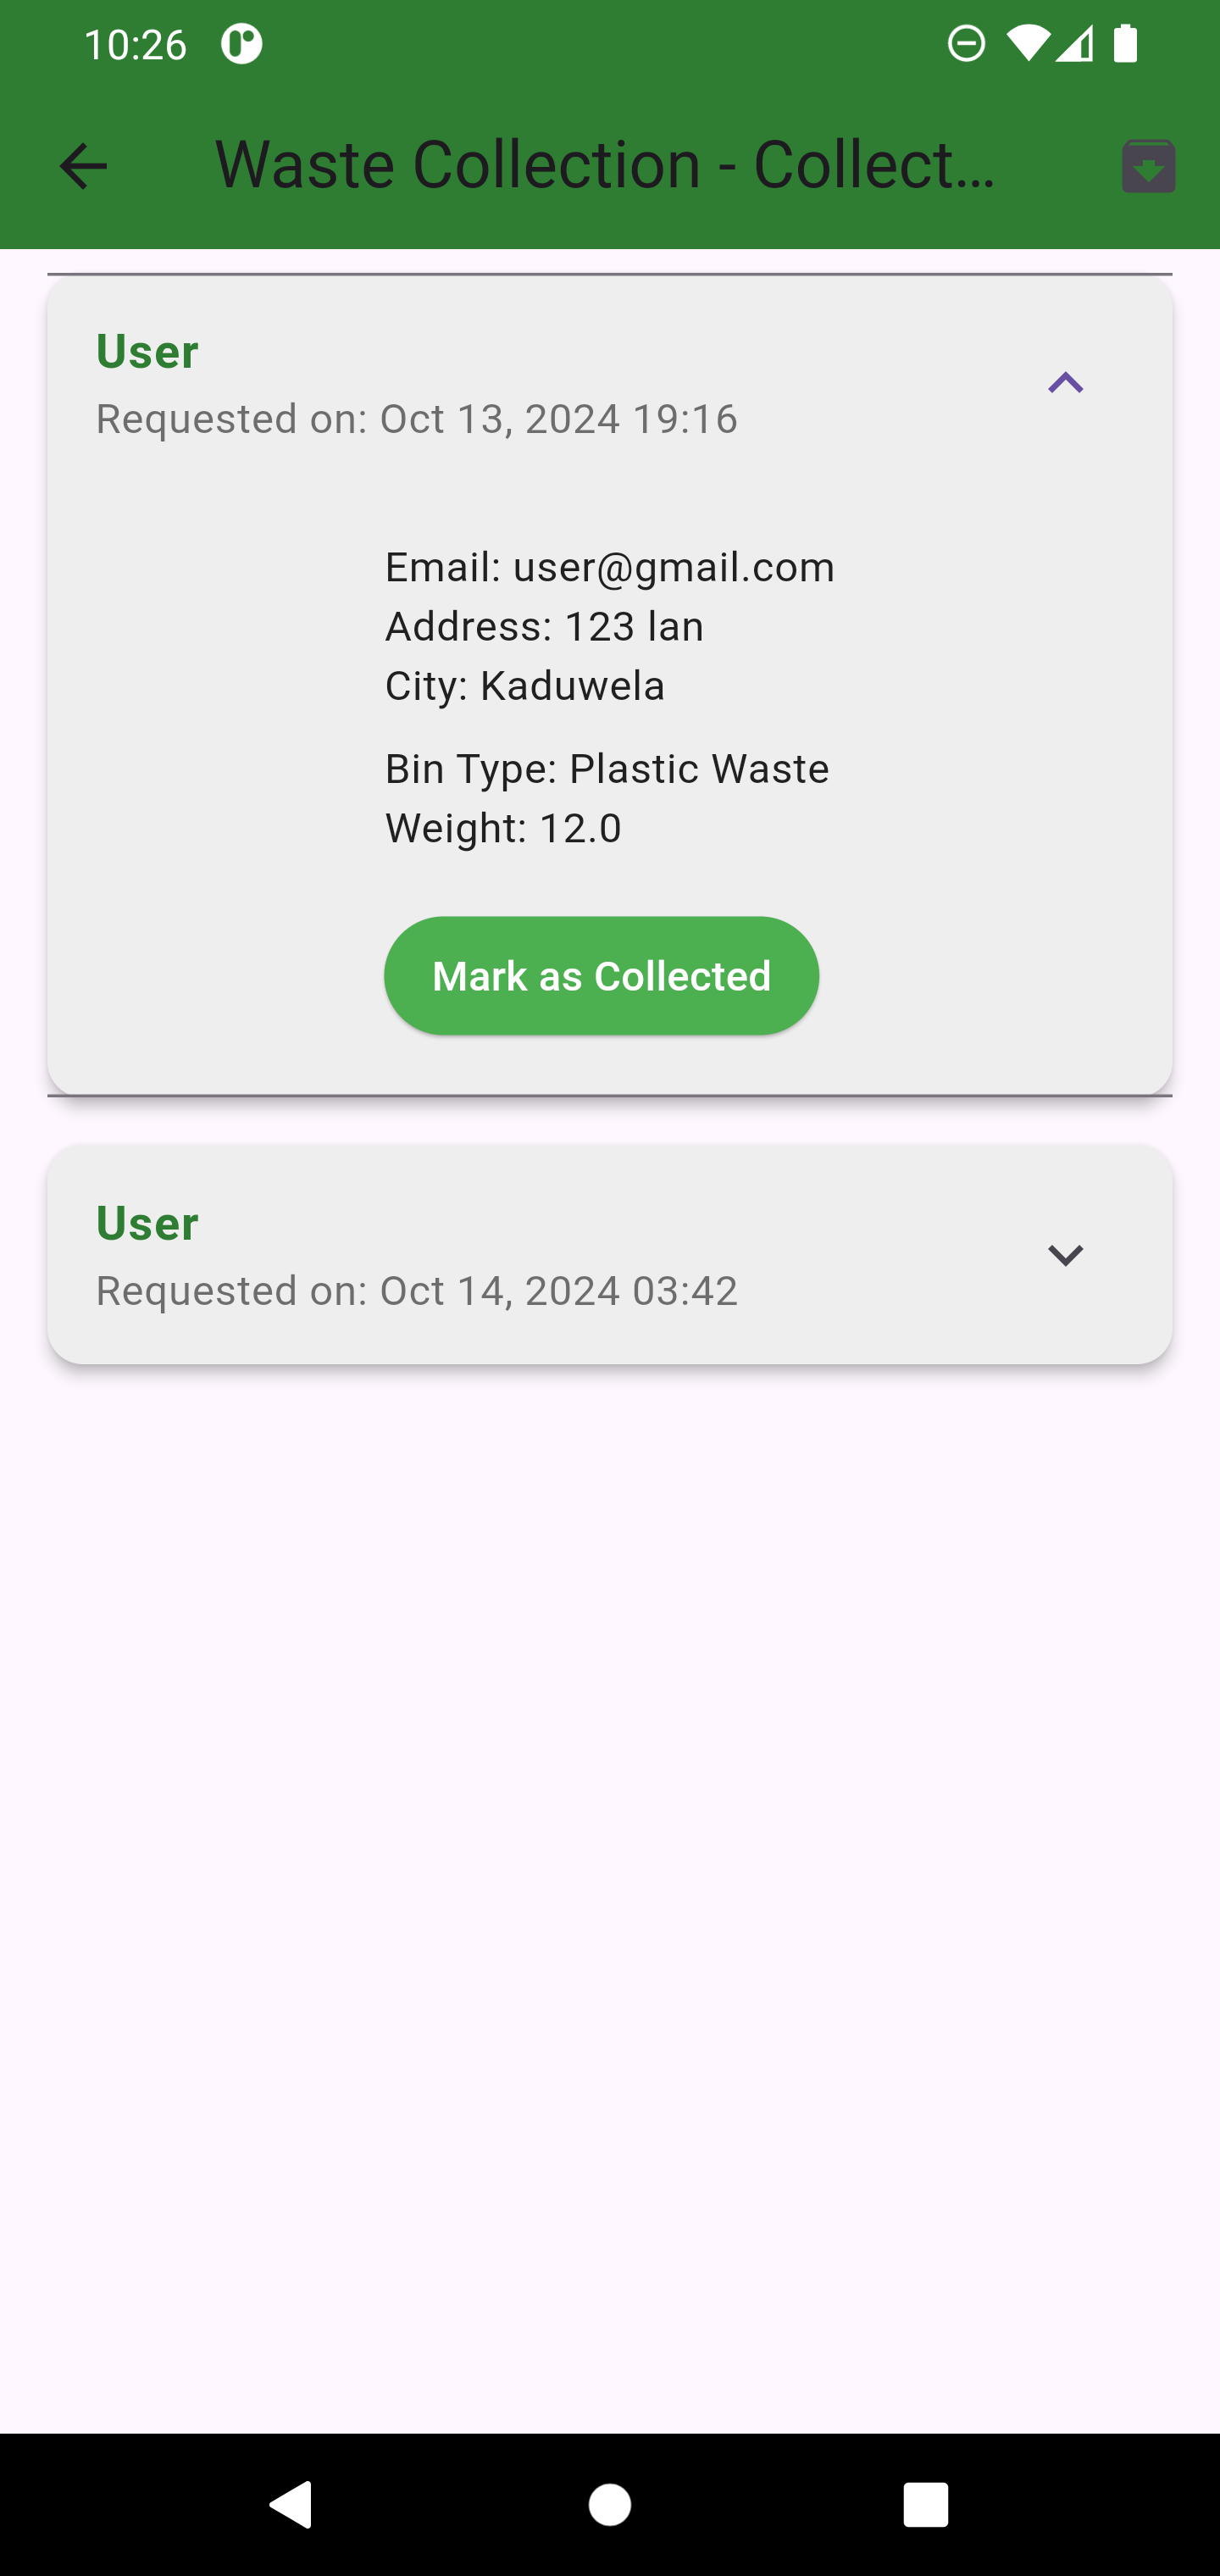 10:26
Waste Collection - Collect...
User
Requested on: Oct 13, 2024 19:16
Email: user@gmail.com
Address: 123 lan
City: Kaduwela
Bin Type: Plastic Waste
Weight: 12.0
Mark as Collected
User
Requested on: Oct 14, 2024 03:42